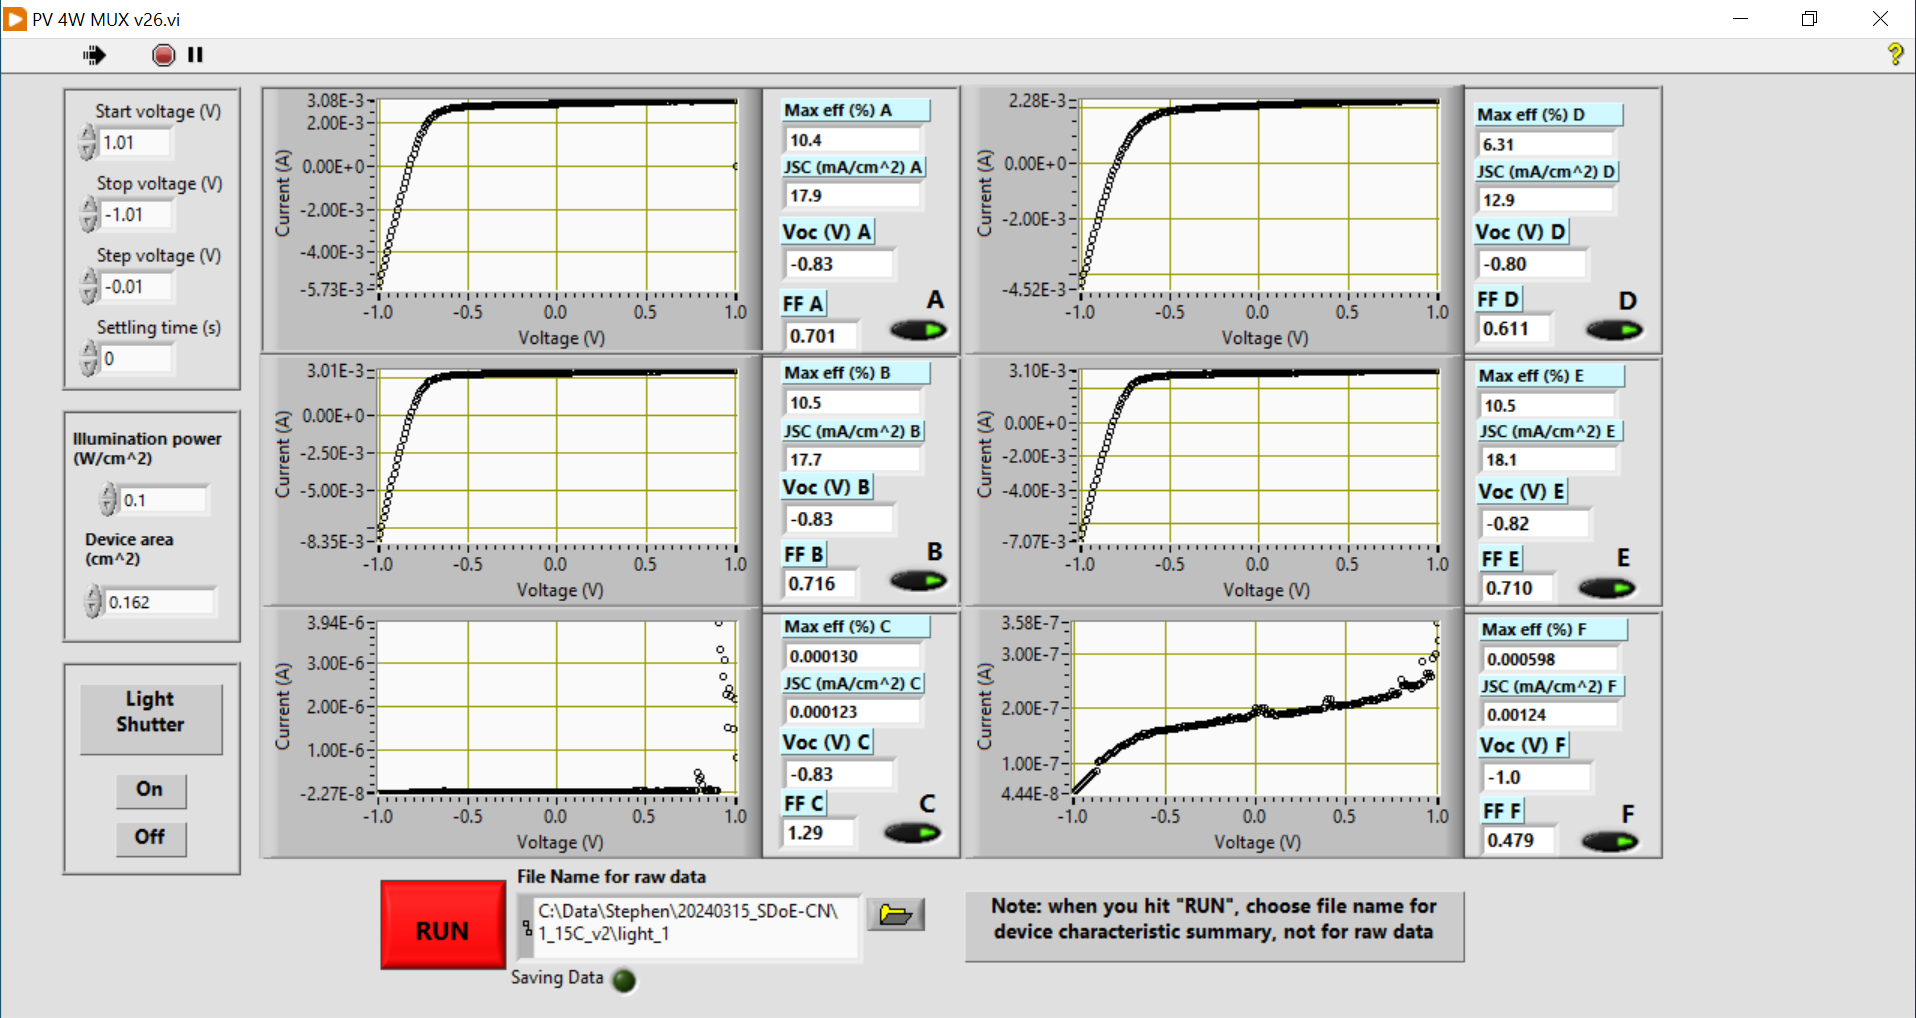 PV 4W MUX v26.vi
Start voltage (V)
1.01
Stop voltage (V)
-1.01
Step voltage (V)
-0.01
Settling time (s)
0
Illumination power
(W/cm^2)
0.1
Device area
(cm^2)
0.162
Light
Shutter
On
Off
Current (A)
3.08E-3
2.00E-3
0.00E+0
-2.00E-3
-4.00E-3
-5.73E-3
-1.0 -0.5 0.0 0.5 1.0
Voltage (V)
Max eff (%) A
10.4
JSC (mA/cm^2) A
17.9
Voc (V) A
-0.83
FF A
0.701
A
Current (A)
2.28E-3
0.00E+0
-2.00E-3
-4.52E-3
-1.0 -0.5 0.0 0.5 1.0
Voltage (V)
Max eff (%) D
6.31
JSC (mA/cm^2) D
12.9
Voc (V) D
-0.80
FF D
0.611
D
Current (A)
3.01E-3
0.00E+0
-2.50E-3
-5.00E-3
-8.35E-3
-1.0 -0.5 0.0 0.5 1.0
Voltage (V)
Max eff (%) B
10.5
JSC (mA/cm^2) B
17.7
Voc (V) B
-0.83
FF B
0.716
B
Current (A)
3.10E-3
0.00E+0
-2.00E-3
-4.00E-3
-7.07E-3
-1.0 -0.5 0.0 0.5 1.0
Voltage (V)
Max eff (%) E
10.5
JSC (mA/cm^2) E
18.1
Voc (V) E
-0.82
FF E
0.710
E
Current (A)
3.94E-6
3.00E-6
2.00E-6
1.00E-6
-2.27E-8
-1.0 -0.5 0.0 0.5 1.0
Voltage (V)
Max eff (%) C
0.000130
JSC (mA/cm^2) C
0.000123
Voc (V) C
-0.83
FF C
1.29
C
Current (A)
3.58E-7
3.00E-7
2.00E-7
1.00E-7
4.44E-8
-1.0 -0.5 0.0 0.5 1.0
Voltage (V)
Max eff (%) F
0.000598
JSC (mA/cm^2) F
0.00124
Voc (V) F
-1.0
FF F
0.479
F
RUN
File Name for raw data
C:\Data\Stephen\20240315_SDoE-CN\
1_15C_v2\light_1
Saving Data
Note: when you hit "RUN", choose file name for
device characteristic summary, not for raw data